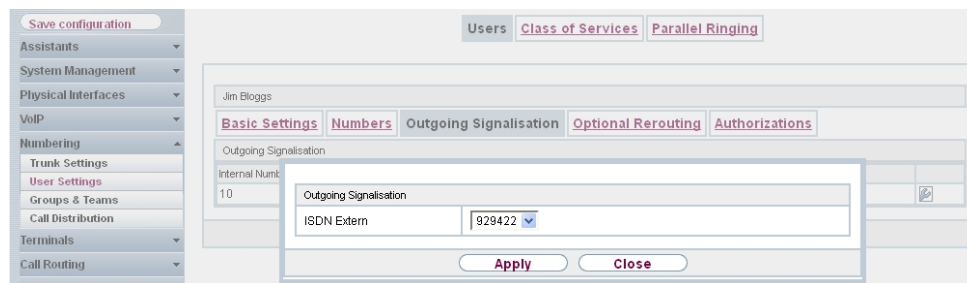 Save configuration
Assistants
System Management
Physical Interfaces
VoIP
Numbering
Trunk Settings
User Settings
Groups & Teams
Call Distribution
Terminals
Call Routing
Users Class of Services Parallel Ringing
Jim Bloggs
Basic Settings Numbers Outgoing Signalisation Optional Rerouting Authorizations
Outgoing Signalisation
Internal Numb
10
Outgoing Signalisation
ISDN Extern 929422
Apply Close